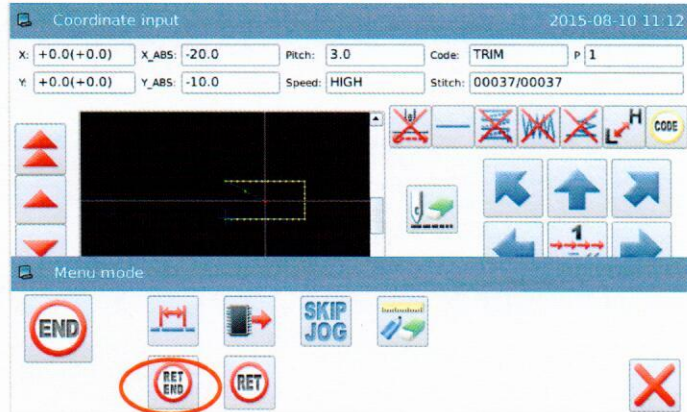 Coordinate input 2015-08-10 11:12
X: +0.0(+0.0) X_ABS: -20.0 Pitch: 3.0 Code: TRIM P 1
Y: +0.0(+0.0) Y_ABS: -10.0 Speed: HIGH Stitch: 00037/00037
L H CODE
1
Menu mode
END SKIP JOG
RET END RET